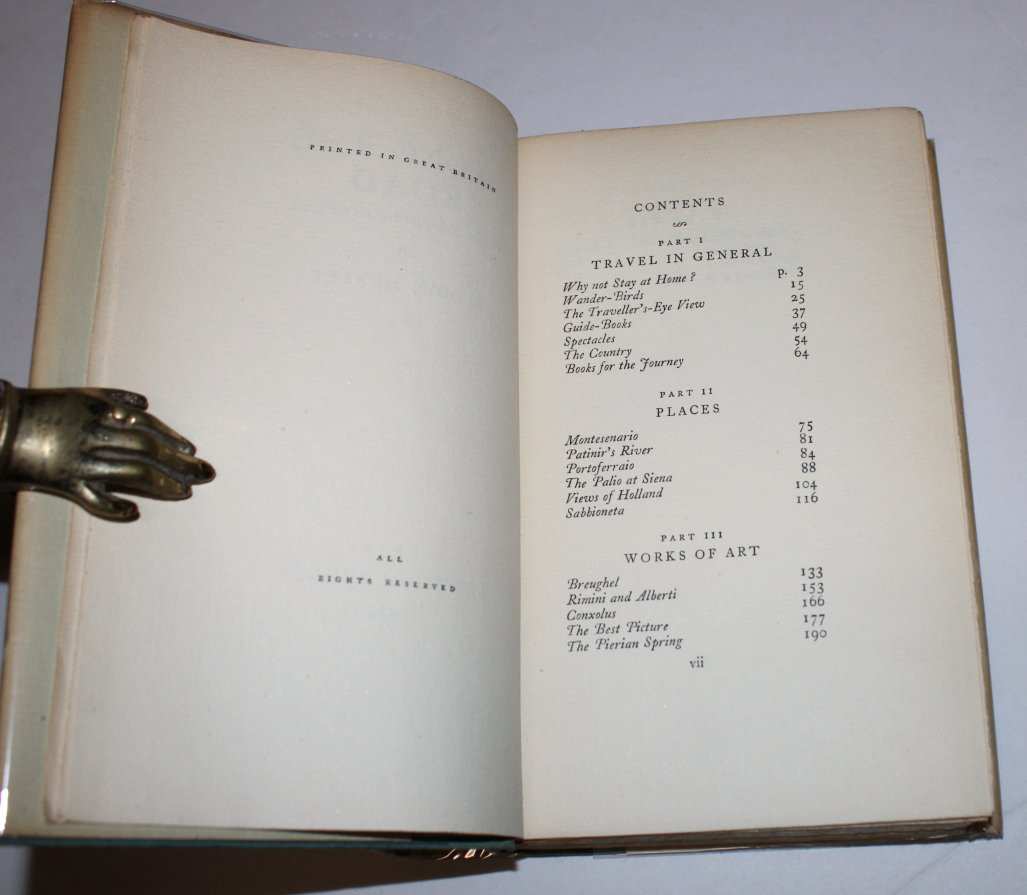 PRINTED IN GREAT BRITAIN
ALL
RIGHTS RESERVED
CONTENTS
PART I
TRAVEL IN GENERAL
Why not Stay at Home? p. 3
Wander-Birds 15
The Traveller's-Eye View 25
Guide-Books 37
Spectacles 49
The Country 54
Books for the Journey 64
PART II
PLACES
Montesenario 75
Patinir's River 81
Portoferraio 84
The Palio at Siena 88
Views of Holland 104
Sabbioneta 116
PART III
WORKS OF ART
Breughel 133
Rimini and Alberti 153
Conxolus 166
The Best Picture 177
The Pierian Spring 190
vii